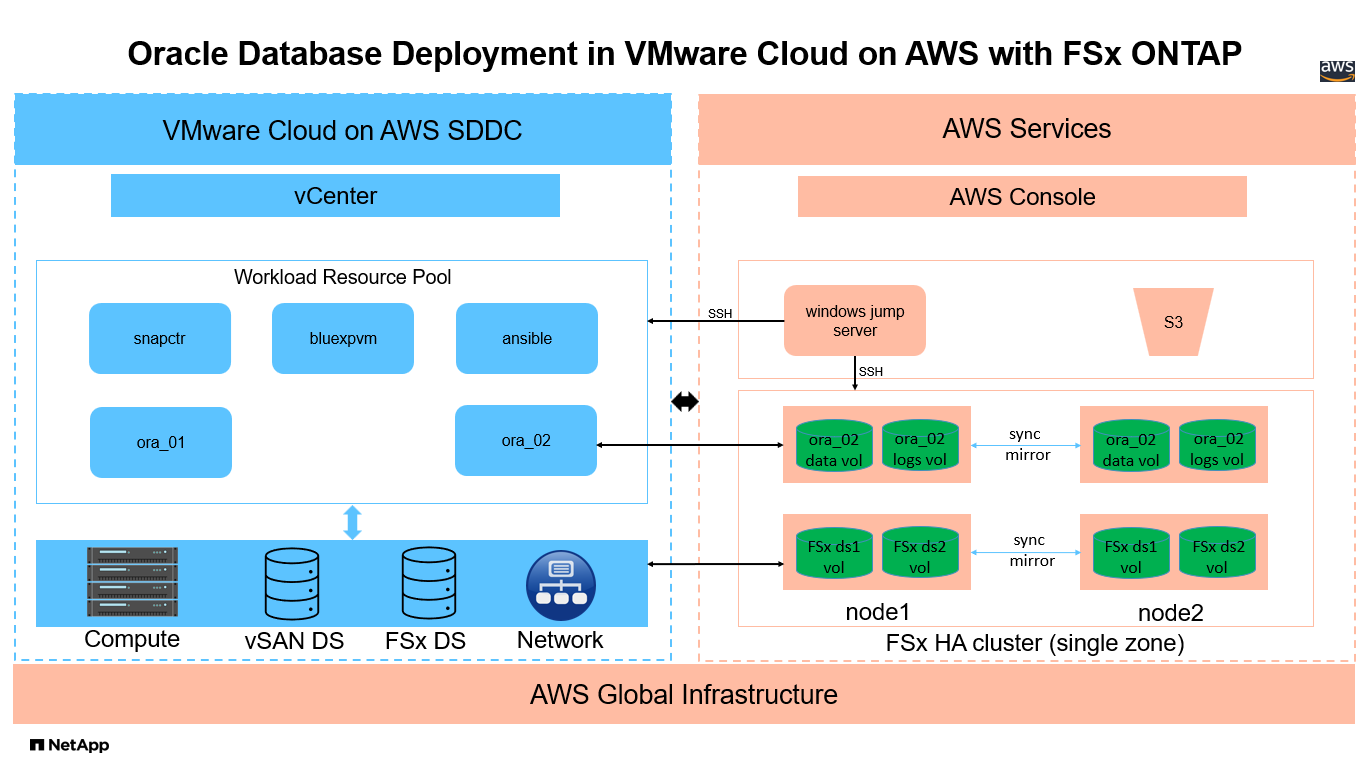 Oracle Database Deployment in VMware Cloud on AWS with FSx ONTAP
aws
VMware Cloud on AWS SDDC
vCenter
Workload Resource Pool
snapctr
bluexpvm
ansible
ora_01
ora_02
Compute
vSAN DS
FSx DS
Network
AWS Services
AWS Console
SSH
windows jump
server
S3
SSH
ora_02
data vol
ora_02
logs vol
sync
mirror
ora_02
data vol
ora_02
logs vol
FSx ds1
vol
FSx ds2
vol
sync
mirror
FSx ds1
vol
FSx ds2
vol
node1
node2
FSx HA cluster (single zone)
AWS Global Infrastructure
NetApp